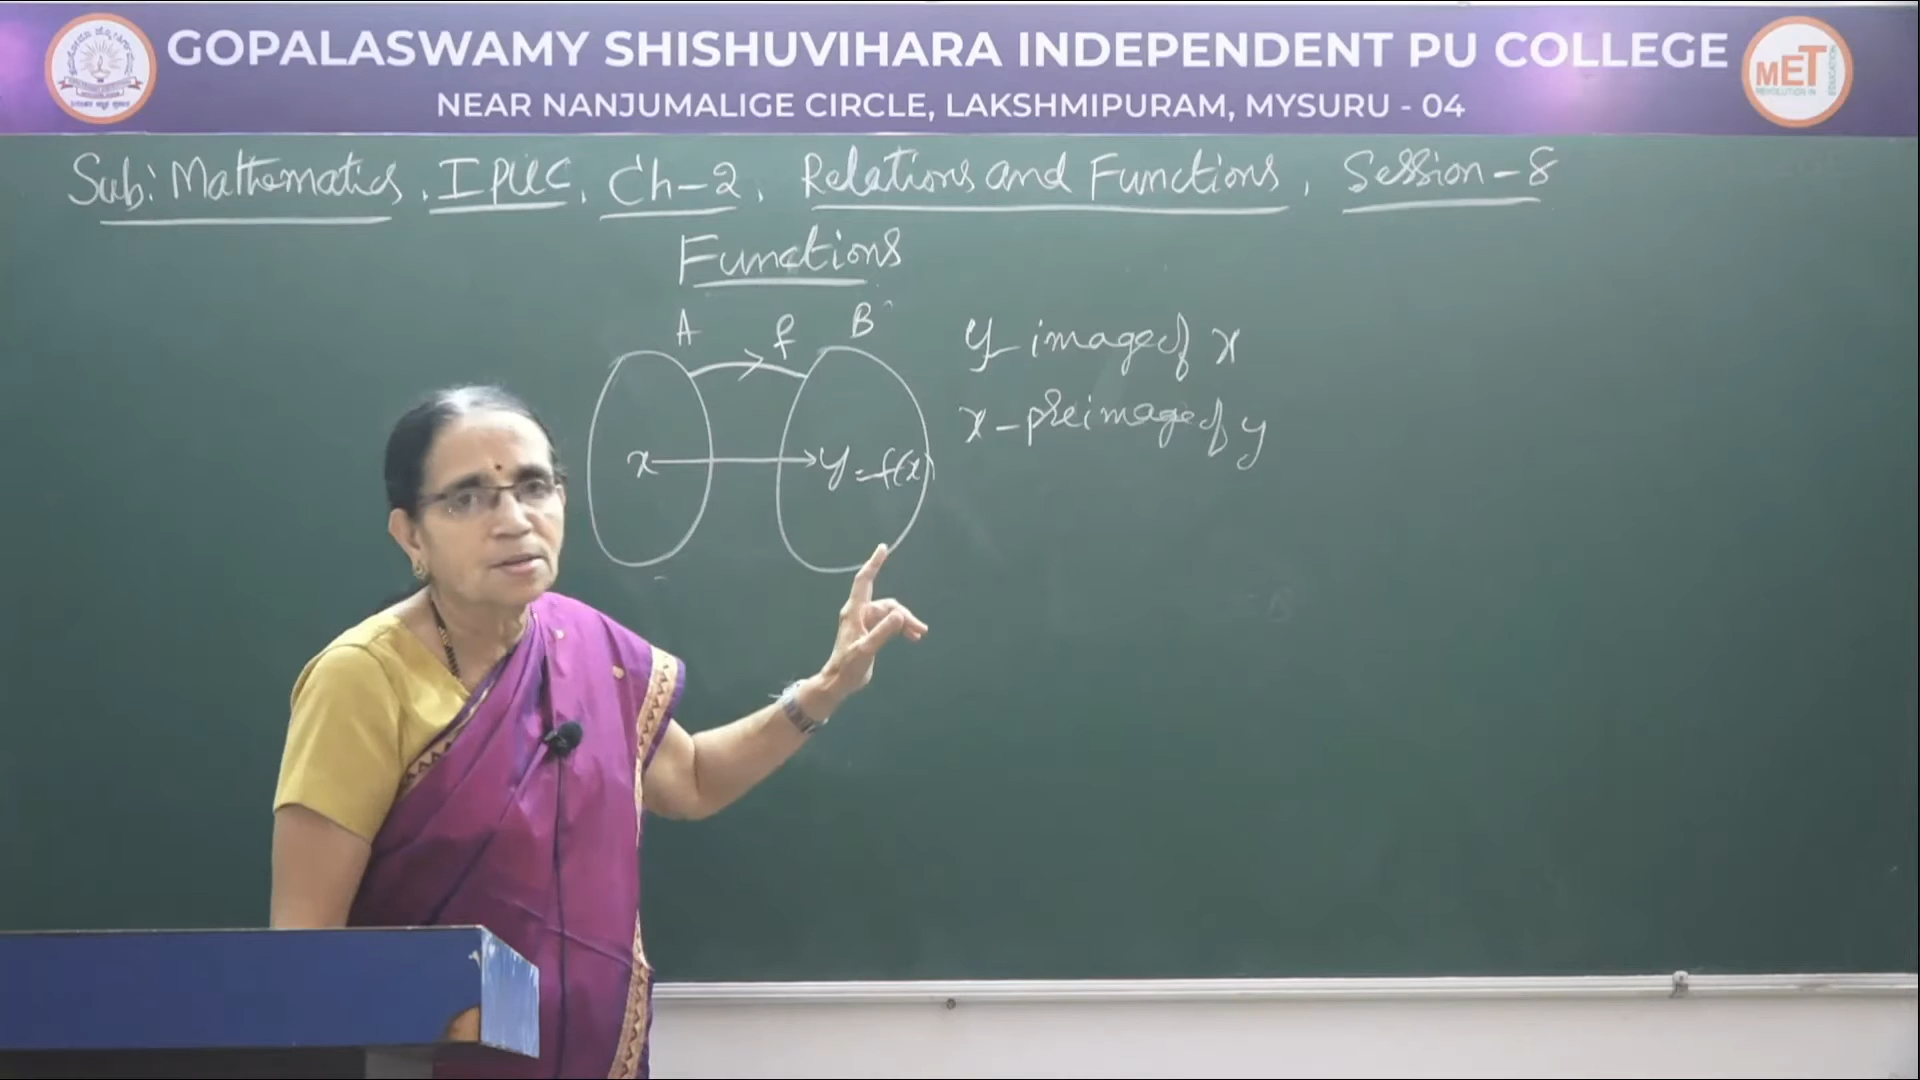 GOPALASWAMY SHISHUVIHARA INDEPENDENT PU COLLEGE
NEAR NANJUMALIGE CIRCLE, LAKSHMIPURAM, MYSURU - 04
MET
Sub: Mathematics, I PUC, Ch-2, Relations and Functions, Session-8
Functions
A f B
x y=f(x)
y image of x
x-preimage of y